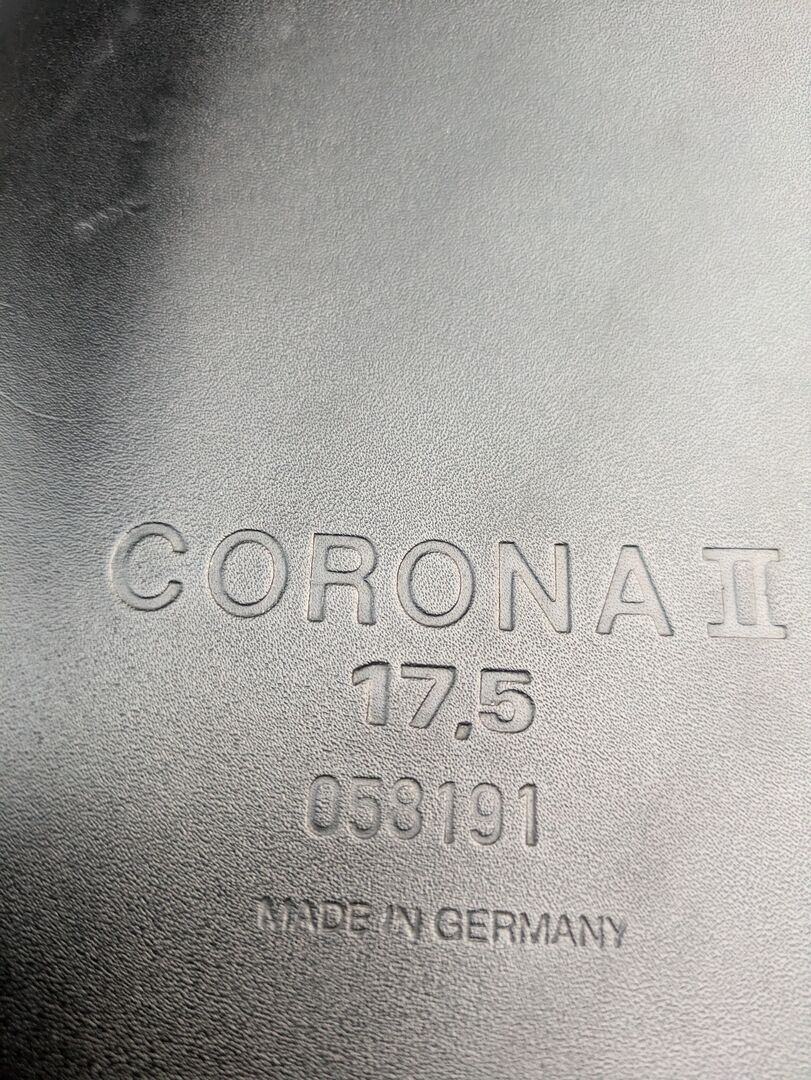 CORONA II
17,5
058191
MADE IN GERMANY